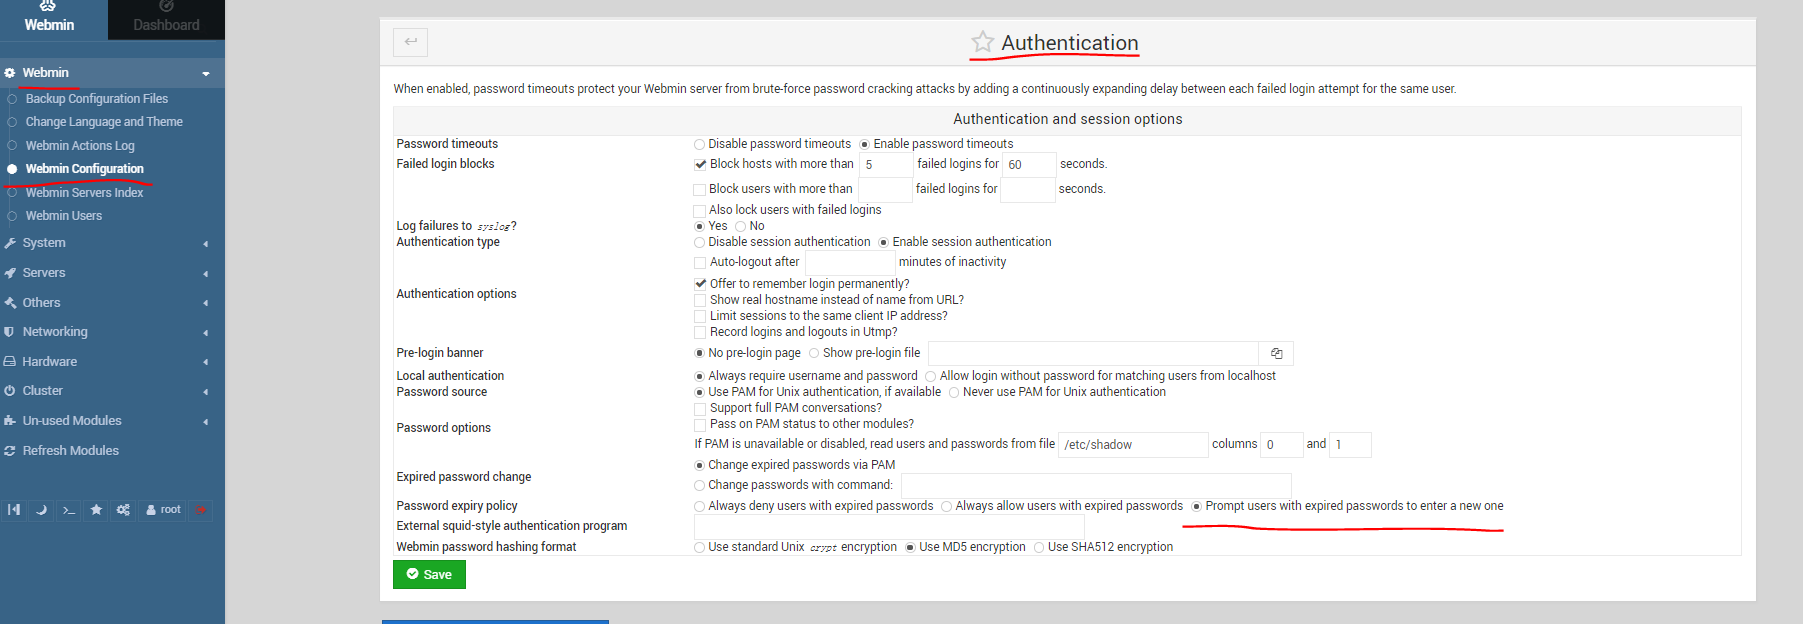 Webmin
Dashboard
Webmin
Backup Configuration Files
Change Language and Theme
Webmin Actions Log
Webmin Configuration
Webmin Servers Index
Webmin Users
System
Servers
Others
Networking
Hardware
Cluster
Un-used Modules
Refresh Modules
root
Authentication
When enabled, password timeouts protect your Webmin server from brute-force password cracking attacks by adding a continuously expanding delay between each failed login attempt for the same user.
Authentication and session options
Password timeouts Disable password timeouts Enable password timeouts
Failed login blocks Block hosts with more than 5 failed logins for 60 seconds.
Block users with more than failed logins for seconds.
Also lock users with failed logins
Log failures to syslog? Yes No
Authentication type Disable session authentication Enable session authentication
Auto-logout after minutes of inactivity
Offer to remember login permanently?
Authentication options
Show real hostname instead of name from URL?
Limit sessions to the same client IP address?
Record logins and logouts in Utmp?
Pre-login banner No pre-login page Show pre-login file
Local authentication Always require username and password Allow login without password for matching users from localhost
Password source Use PAM for Unix authentication, if available Never use PAM for Unix authentication
Support full PAM conversations?
Password options Pass on PAM status to other modules?
If PAM is unavailable or disabled, read users and passwords from file /etc/shadow columns 0 and 1
Change expired passwords via PAM
Expired password change
Change passwords with command:
Password expiry policy Always deny users with expired passwords Always allow users with expired passwords Prompt users with expired passwords to enter a new one
External squid-style authentication program
Webmin password hashing format Use standard Unix crypt encryption Use MD5 encryption Use SHA512 encryption
Save